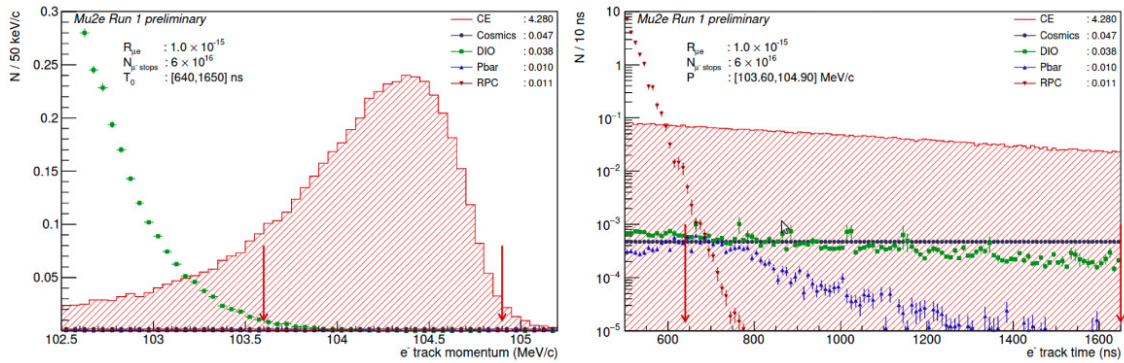 Mu2e Run 1 preliminary
R_μe : 1.0 × 10^-15
N_μ- stops : 6 × 10^16
T_0 : [640,1650] ns
CE : 4.280
Cosmics : 0.047
DIO : 0.038
Pbar : 0.010
RPC : 0.011
N / 50 keV/c
0.3
0.25
0.2
0.15
0.1
0.05
102.5 103 103.5 104 104.5 105
e- track momentum (MeV/c)
Mu2e Run 1 preliminary
R_μe : 1.0 × 10^-15
N_μ- stops : 6 × 10^16
P : [103.60,104.90] MeV/c
CE : 4.280
Cosmics : 0.047
DIO : 0.038
Pbar : 0.010
RPC : 0.011
N / 10 ns
10
1
10^-1
10^-2
10^-3
10^-4
10^-5
600 800 1000 1200 1400 1600
e- track time (ns)